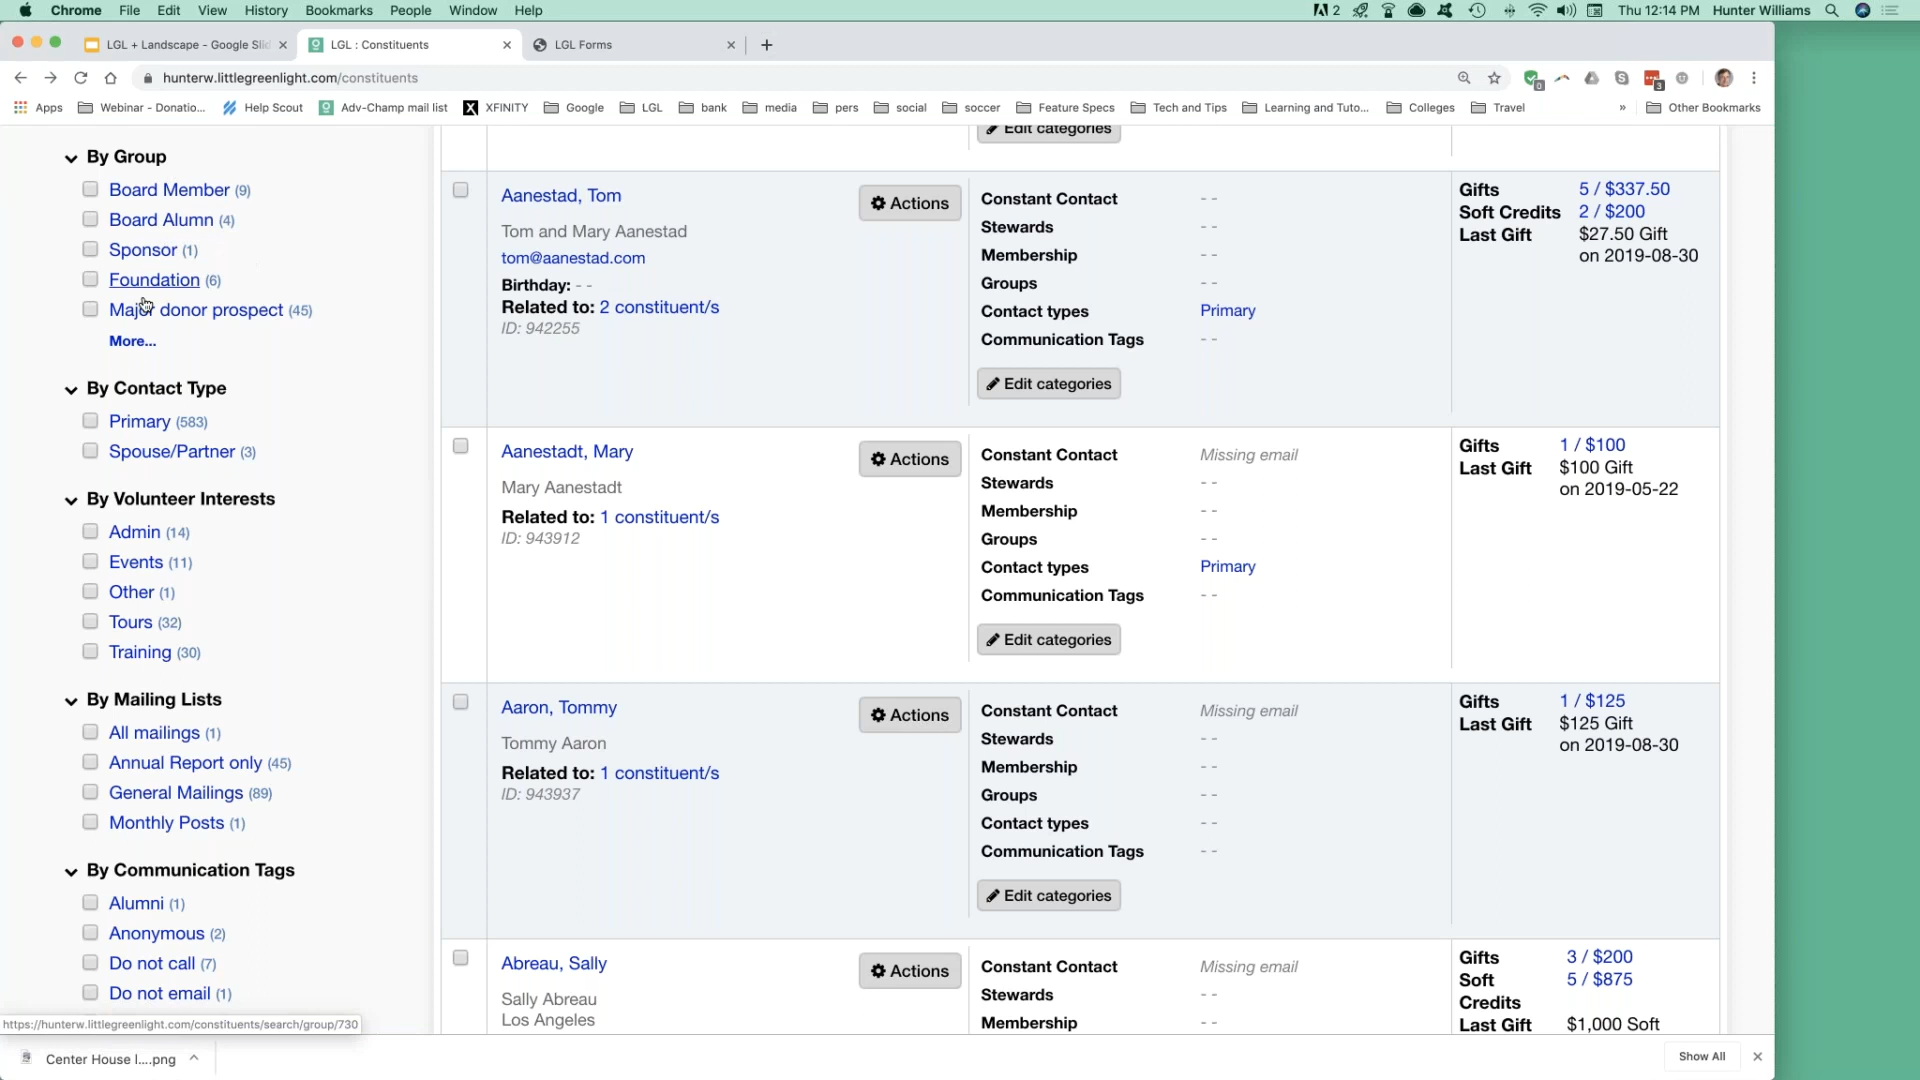 Chrome File Edit View History Bookmarks People Window Help 2 Thu 12:14 PM Hunter Williams
LGL + Landscape - Google Slid
LGL : Constituents
LGL Forms
hunterw.littlegreenlight.com/constituents
0
3
Apps Webinar - Donatio... Help Scout Adv-Champ mail list XFINITY Google LGL bank media pers social soccer Feature Specs Tech and Tips Learning and Tuto... Colleges Travel » Other Bookmarks
By Group
Board Member (9)
Board Alumn (4)
Sponsor (1)
Foundation (6)
Major donor prospect (45)
More...
By Contact Type
Primary (583)
Spouse/Partner (3)
By Volunteer Interests
Admin (14)
Events (11)
Other (1)
Tours (32)
Training (30)
By Mailing Lists
All mailings (1)
Annual Report only (45)
General Mailings (89)
Monthly Posts (1)
By Communication Tags
Alumni (1)
Anonymous (2)
Do not call (7)
Do not email (1)
Edit categories
Aanestad, Tom
Tom and Mary Aanestad
tom@aanestad.com
Birthday: - -
Related to: 2 constituent/s
ID: 942255
Actions
Constant Contact - -
Stewards - -
Membership - -
Groups - -
Contact types Primary
Communication Tags - -
Edit categories
Gifts 5 / $337.50
Soft Credits 2 / $200
Last Gift $27.50 Gift
on 2019-08-30
Aanestadt, Mary
Mary Aanestadt
Related to: 1 constituent/s
ID: 943912
Actions
Constant Contact Missing email
Stewards - -
Membership - -
Groups - -
Contact types Primary
Communication Tags - -
Edit categories
Gifts 1 / $100
Last Gift $100 Gift
on 2019-05-22
Aaron, Tommy
Tommy Aaron
Related to: 1 constituent/s
ID: 943937
Actions
Constant Contact Missing email
Stewards - -
Membership - -
Groups - -
Contact types - -
Communication Tags - -
Edit categories
Gifts 1 / $125
Last Gift $125 Gift
on 2019-08-30
Abreau, Sally
Sally Abreau
Los Angeles
Actions
Constant Contact Missing email
Stewards - -
Membership - -
Gifts 3 / $200
Soft 5 / $875
Credits
Last Gift $1,000 Soft
https://hunterw.littlegreenlight.com/constituents/search/group/730
Center House I....png
Show All